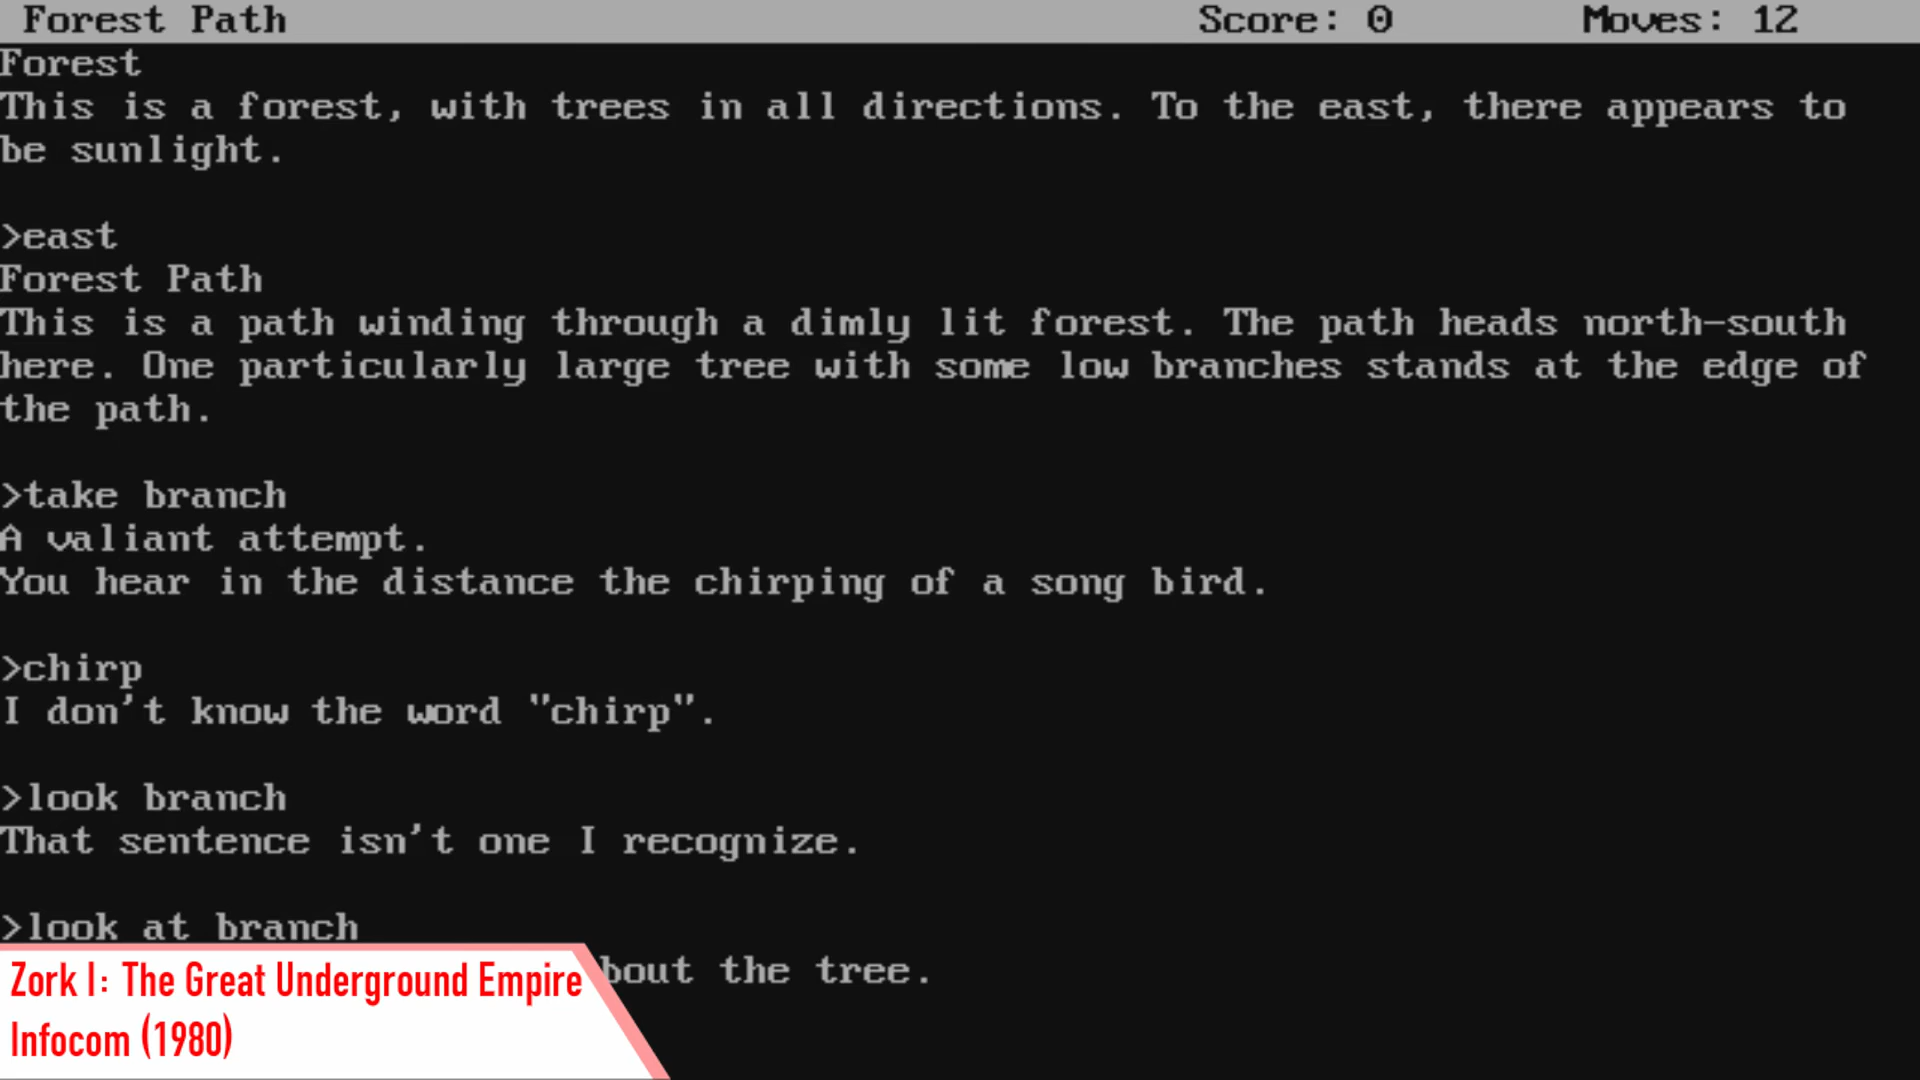 Forest Path Score: 0 Moves: 12
Forest
This is a forest, with trees in all directions. To the east, there appears to
be sunlight.
>east
Forest Path
This is a path winding through a dimly lit forest. The path heads north-south
here. One particularly large tree with some low branches stands at the edge of
the path.
>take branch
A valiant attempt.
You hear in the distance the chirping of a song bird.
>chirp
I don't know the word "chirp".
>look branch
That sentence isn't one I recognize.
>look at branch
bout the tree.
Zork I: The Great Underground Empire
Infocom (1980)